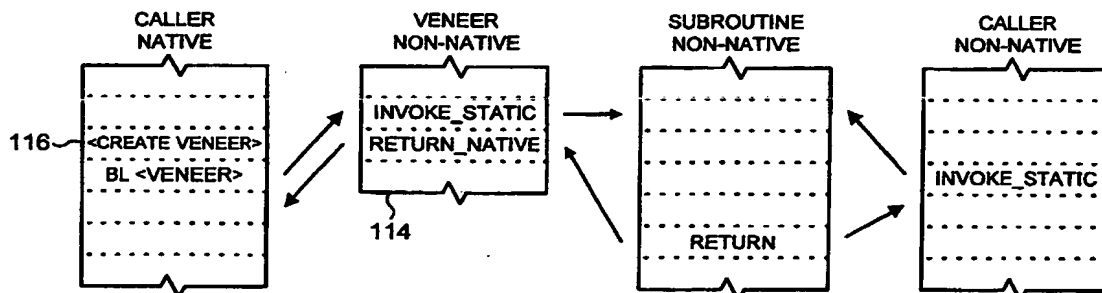 CALLER
NATIVE
VENEER
NON-NATIVE
SUBROUTINE
NON-NATIVE
CALLER
NON-NATIVE
116
<CREATE VENEER>
BL <VENEER>
INVOKE_STATIC
RETURN_NATIVE
114
RETURN
INVOKE_STATIC